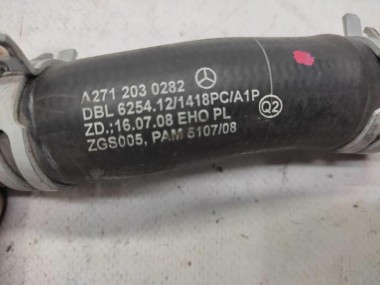 A271 203 0282
DBL 6254.12/1418PC/A1P
ZD.:16.07.08 EHO PL
ZGS005, PAM 5107/08
Q2